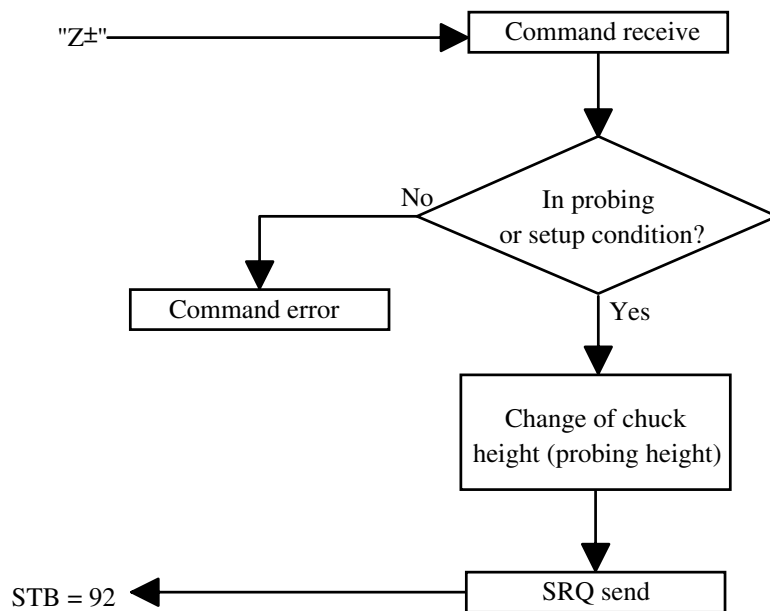 "Z±"
Command receive
No
In probing
or setup condition?
Command error
Yes
Change of chuck
height (probing height)
STB = 92
SRQ send